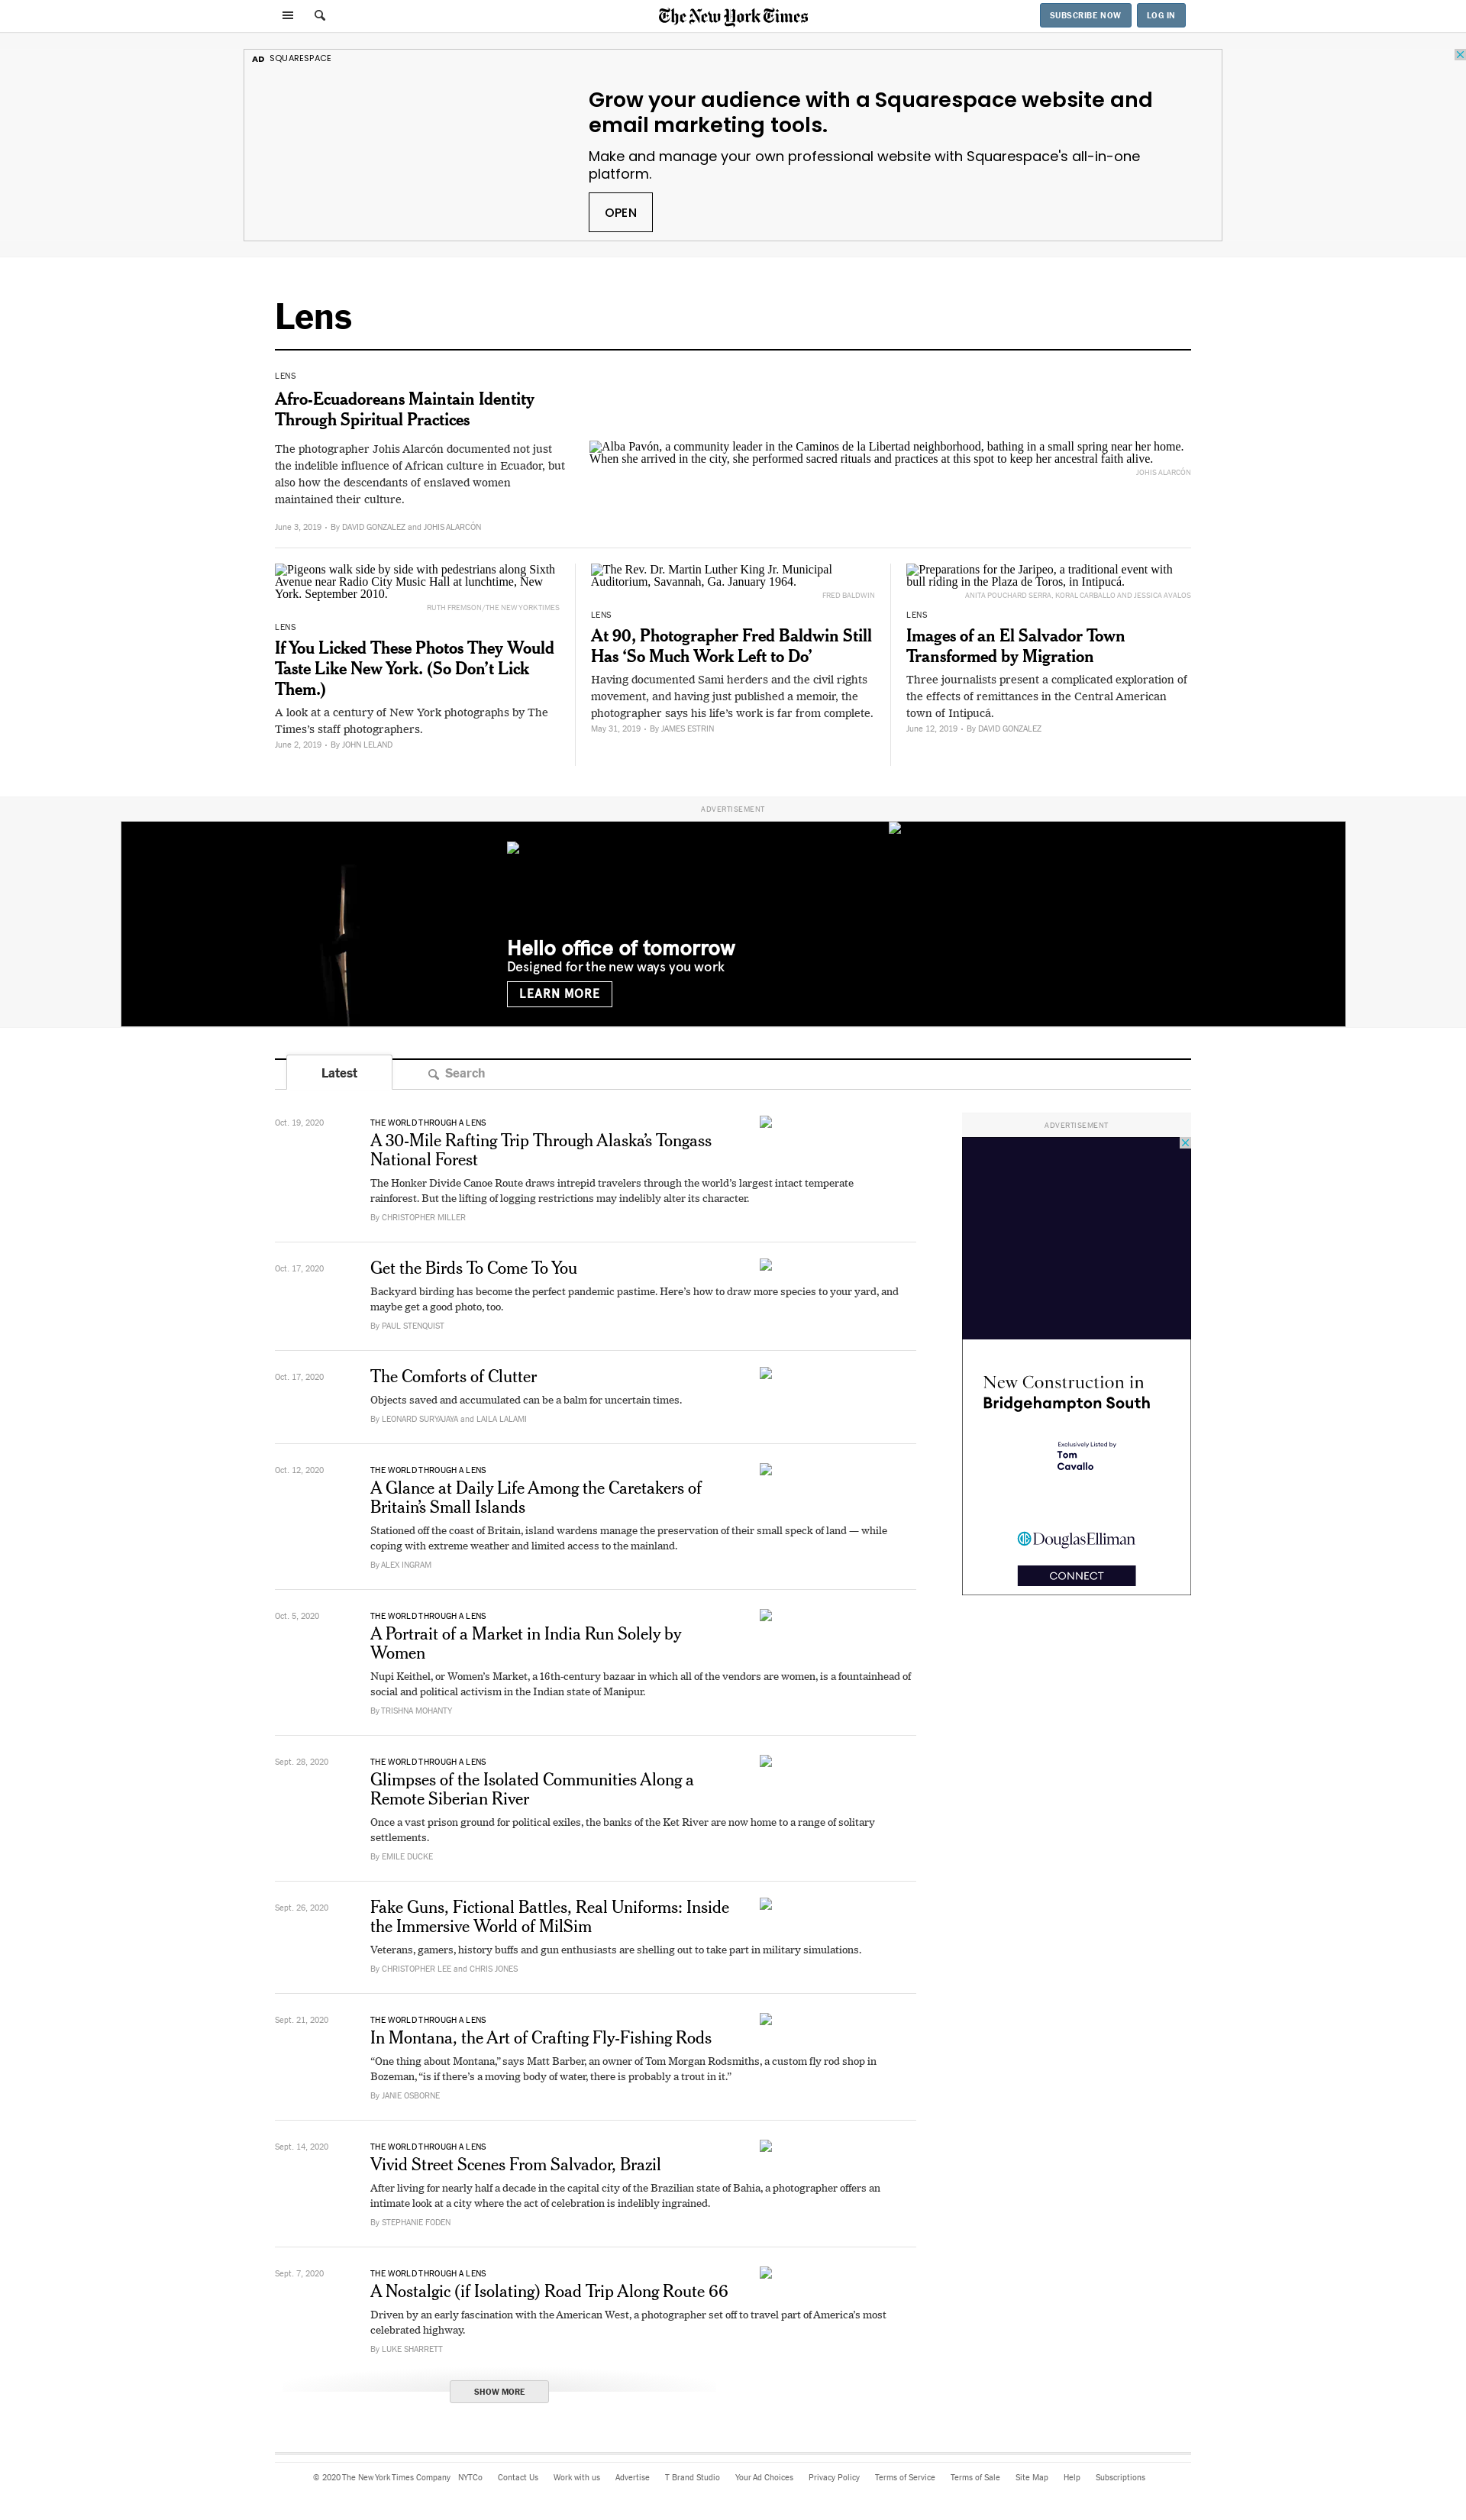 The New York Times
SUBSCRIBE NOW
LOG IN
AD SQUARESPACE
Grow your audience with a Squarespace website and
email marketing tools.
Make and manage your own professional website with Squarespace's all-in-one
platform.
OPEN
Lens
LENS
Afro-Ecuadoreans Maintain Identity
Through Spiritual Practices
The photographer Johis Alarcón documented not just
the indelible influence of African culture in Ecuador, but
also how the descendants of enslaved women
maintained their culture.
June 3, 2019 • By DAVID GONZALEZ and JOHIS ALARCÓN
Alba Pavón, a community leader in the Caminos de la Libertad neighborhood, bathing in a small spring near her home.
When she arrived in the city, she performed sacred rituals and practices at this spot to keep her ancestral faith alive.
JOHIS ALARCÓN
Pigeons walk side by side with pedestrians along Sixth
Avenue near Radio City Music Hall at lunchtime, New
York. September 2010.
RUTH FREMSON/THE NEW YORK TIMES
LENS
If You Licked These Photos They Would
Taste Like New York. (So Don’t Lick
Them.)
A look at a century of New York photographs by The
Times’s staff photographers.
June 2, 2019 • By JOHN LELAND
The Rev. Dr. Martin Luther King Jr. Municipal
Auditorium, Savannah, Ga. January 1964.
FRED BALDWIN
LENS
At 90, Photographer Fred Baldwin Still
Has ‘So Much Work Left to Do’
Having documented Sami herders and the civil rights
movement, and having just published a memoir, the
photographer says his life’s work is far from complete.
May 31, 2019 • By JAMES ESTRIN
Preparations for the Jaripeo, a traditional event with
bull riding in the Plaza de Toros, in Intipucá.
ANITA POUCHARD SERRA, KORAL CARBALLO AND JESSICA AVALOS
LENS
Images of an El Salvador Town
Transformed by Migration
Three journalists present a complicated exploration of
the effects of remittances in the Central American
town of Intipucá.
June 12, 2019 • By DAVID GONZALEZ
ADVERTISEMENT
Hello office of tomorrow
Designed for the new ways you work
LEARN MORE
Latest
Search
Oct. 19, 2020
THE WORLD THROUGH A LENS
A 30-Mile Rafting Trip Through Alaska’s Tongass
National Forest
The Honker Divide Canoe Route draws intrepid travelers through the world’s largest intact temperate
rainforest. But the lifting of logging restrictions may indelibly alter its character.
By CHRISTOPHER MILLER
Oct. 17, 2020
Get the Birds To Come To You
Backyard birding has become the perfect pandemic pastime. Here’s how to draw more species to your yard, and
maybe get a good photo, too.
By PAUL STENQUIST
Oct. 17, 2020
The Comforts of Clutter
Objects saved and accumulated can be a balm for uncertain times.
By LEONARD SURYAJAYA and LAILA LALAMI
Oct. 12, 2020
THE WORLD THROUGH A LENS
A Glance at Daily Life Among the Caretakers of
Britain’s Small Islands
Stationed off the coast of Britain, island wardens manage the preservation of their small speck of land — while
coping with extreme weather and limited access to the mainland.
By ALEX INGRAM
Oct. 5, 2020
THE WORLD THROUGH A LENS
A Portrait of a Market in India Run Solely by
Women
Nupi Keithel, or Women’s Market, a 16th-century bazaar in which all of the vendors are women, is a fountainhead of
social and political activism in the Indian state of Manipur.
By TRISHNA MOHANTY
Sept. 28, 2020
THE WORLD THROUGH A LENS
Glimpses of the Isolated Communities Along a
Remote Siberian River
Once a vast prison ground for political exiles, the banks of the Ket River are now home to a range of solitary
settlements.
By EMILE DUCKE
Sept. 26, 2020
Fake Guns, Fictional Battles, Real Uniforms: Inside
the Immersive World of MilSim
Veterans, gamers, history buffs and gun enthusiasts are shelling out to take part in military simulations.
By CHRISTOPHER LEE and CHRIS JONES
Sept. 21, 2020
THE WORLD THROUGH A LENS
In Montana, the Art of Crafting Fly-Fishing Rods
“One thing about Montana,” says Matt Barber, an owner of Tom Morgan Rodsmiths, a custom fly rod shop in
Bozeman, “is if there’s a moving body of water, there is probably a trout in it.”
By JANIE OSBORNE
Sept. 14, 2020
THE WORLD THROUGH A LENS
Vivid Street Scenes From Salvador, Brazil
After living for nearly half a decade in the capital city of the Brazilian state of Bahia, a photographer offers an
intimate look at a city where the act of celebration is indelibly ingrained.
By STEPHANIE FODEN
Sept. 7, 2020
THE WORLD THROUGH A LENS
A Nostalgic (if Isolating) Road Trip Along Route 66
Driven by an early fascination with the American West, a photographer set off to travel part of America’s most
celebrated highway.
By LUKE SHARRETT
SHOW MORE
ADVERTISEMENT
New Construction in
Bridgehampton South
Exclusively Listed by
Tom
Cavallo
DouglasElliman
CONNECT
© 2020 The New York Times Company NYTCo Contact Us Work with us Advertise T Brand Studio Your Ad Choices Privacy Policy Terms of Service Terms of Sale Site Map Help Subscriptions